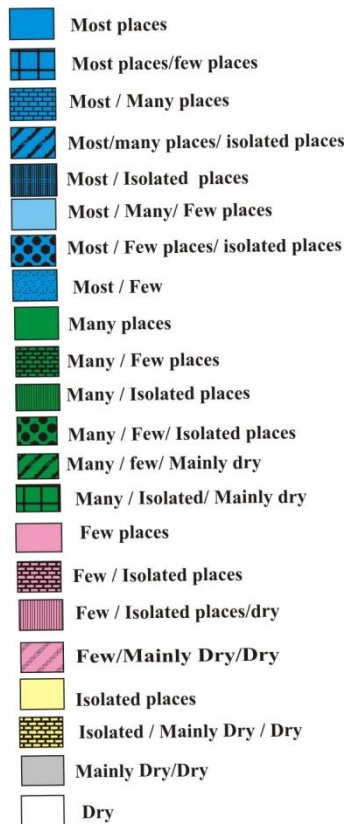 Most places
Most places/few places
Most / Many places
Most/many places/ isolated places
Most / Isolated  places
Most / Many/ Few places
Most / Few places/ isolated places
Most / Few
Many places
Many / Few places
Many / Isolated places
Many / Few/ Isolated places
Many / few/ Mainly dry
Many / Isolated/ Mainly dry
Few places
Few / Isolated places
Few / Isolated places/dry
Few/Mainly Dry/Dry
Isolated places
Isolated / Mainly Dry / Dry
Mainly Dry/Dry
Dry